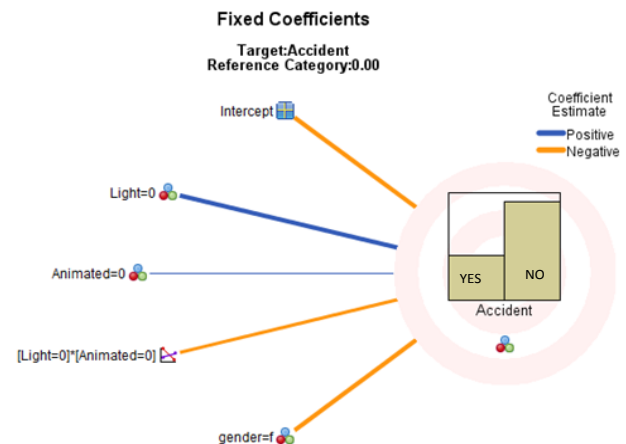 Fixed Coefficients
Target:Accident
Reference Category:0.00
Intercept
Coefficient
Estimate
Positive
Negative
Light=0
Animated=0
YES
NO
Accident
[Light=0]*[Animated=0]
gender=f